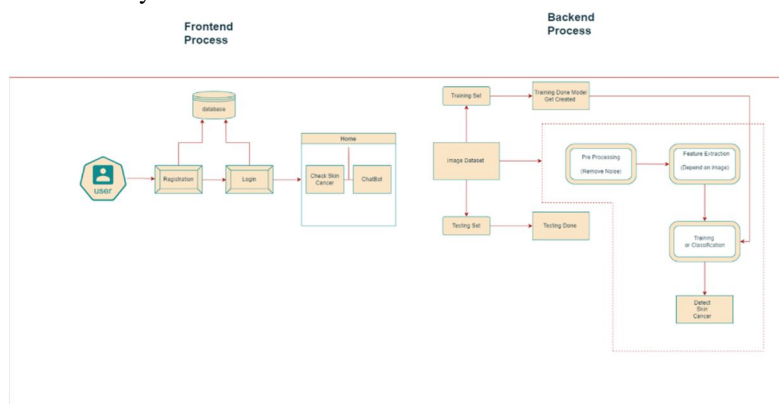 Frontend
Process
Backend
Process
database
user
Registration
Login
Home
Check Skin
Cancer
ChatBot
Training Set
Training Done Model
Get Created
Image Dataset
Pre Processing
(Remove Noise)
Feature Extraction
(Depend on image)
Testing Set
Testing Done
Training
or Classification
Detect
Skin
Cancer